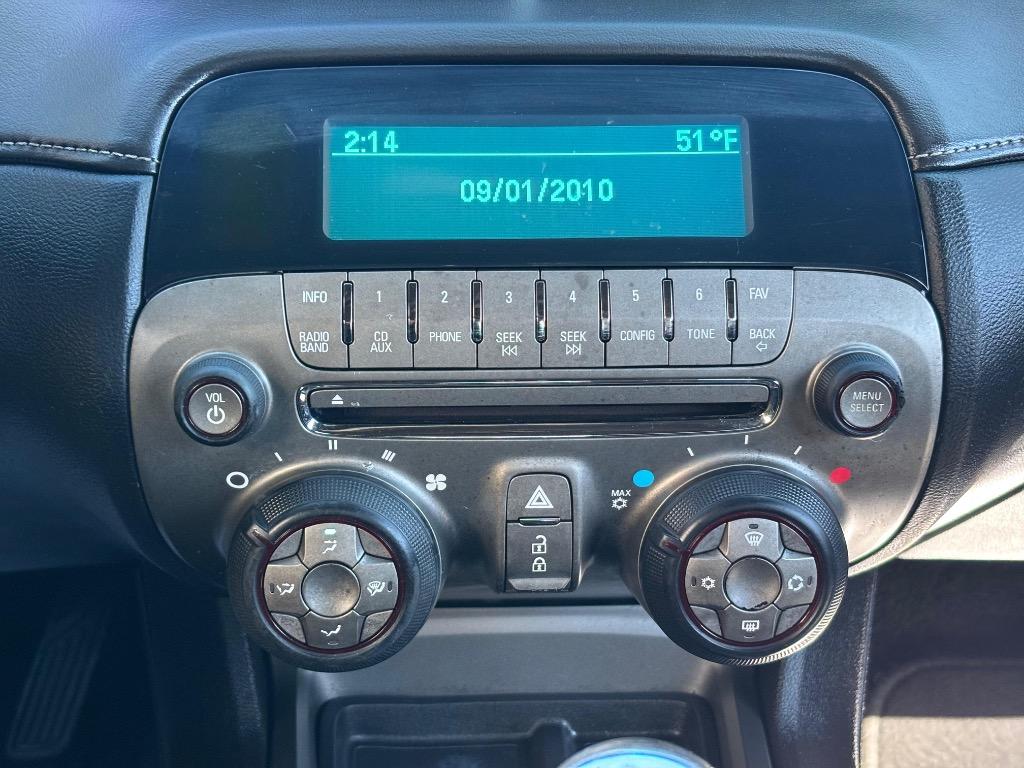 2:14 51°F
09/01/2010
INFO 1 2 3 4 5 6 FAV
RADIO BAND CD AUX PHONE SEEK SEEK CONFIG TONE BACK
VOL
MENU SELECT
MAX